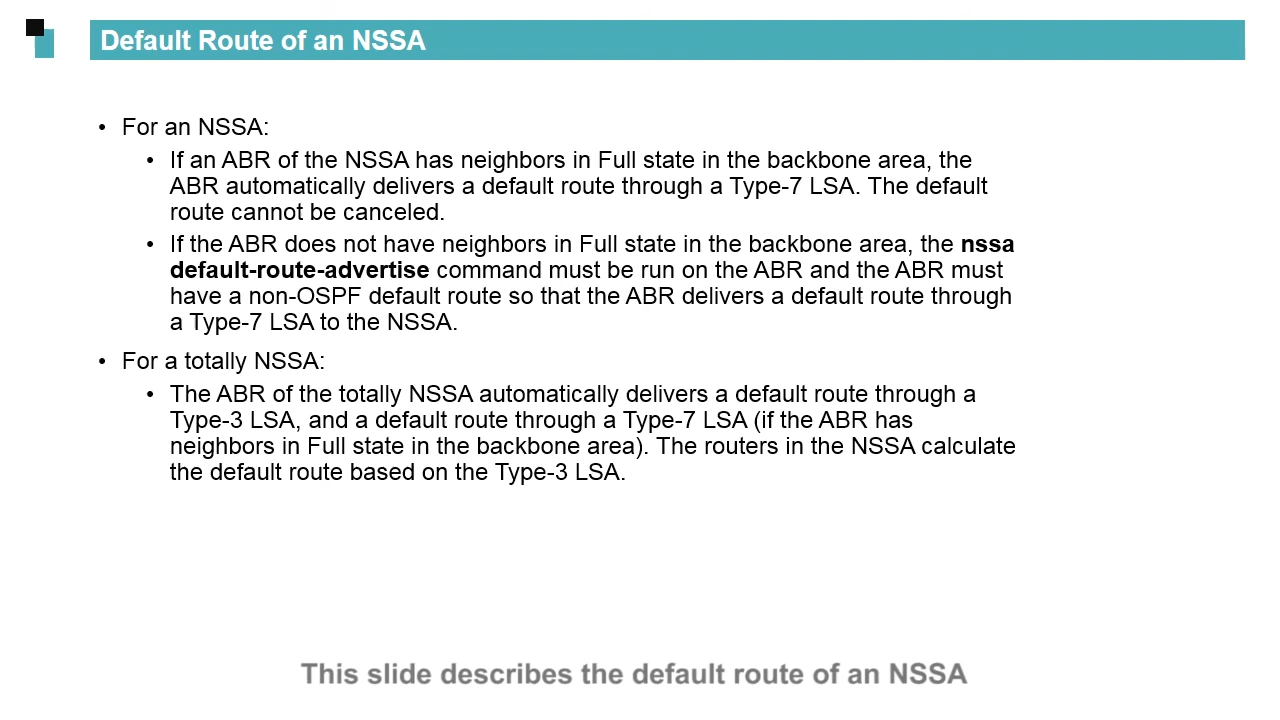 Default Route of an NSSA
• For an NSSA:
• If an ABR of the NSSA has neighbors in Full state in the backbone area, the
ABR automatically delivers a default route through a Type-7 LSA. The default
route cannot be canceled.
• If the ABR does not have neighbors in Full state in the backbone area, the nssa
default-route-advertise command must be run on the ABR and the ABR must
have a non-OSPF default route so that the ABR delivers a default route through
a Type-7 LSA to the NSSA.
• For a totally NSSA:
• The ABR of the totally NSSA automatically delivers a default route through a
Type-3 LSA, and a default route through a Type-7 LSA (if the ABR has
neighbors in Full state in the backbone area). The routers in the NSSA calculate
the default route based on the Type-3 LSA.
This slide describes the default route of an NSSA